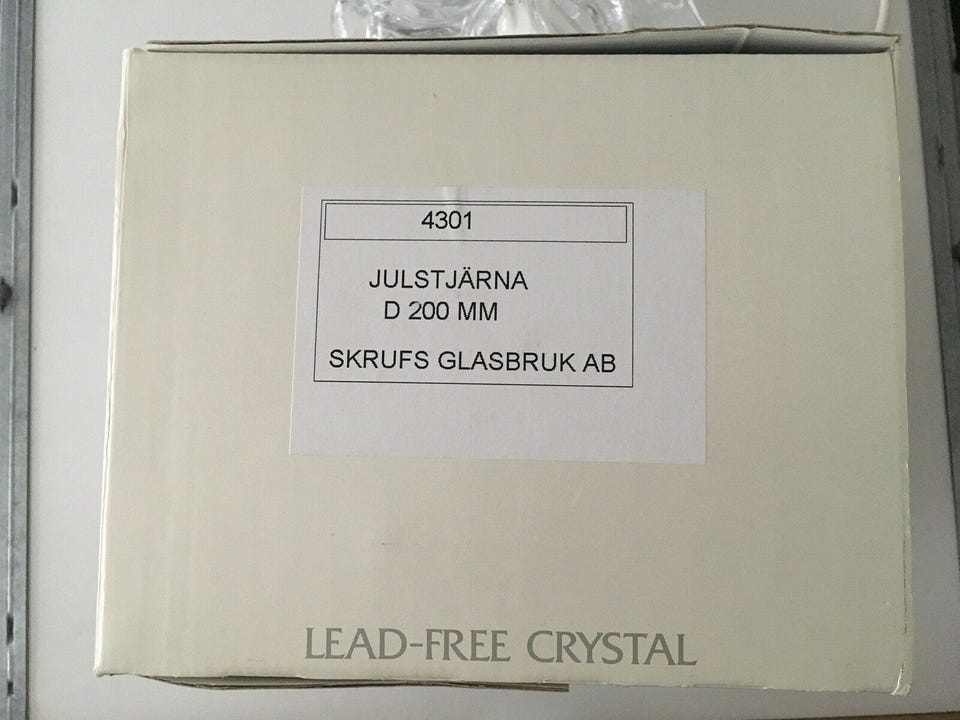 4301
JULSTJÄRNA
D 200 MM
SKRUFS GLASBRUK AB
LEAD-FREE CRYSTAL